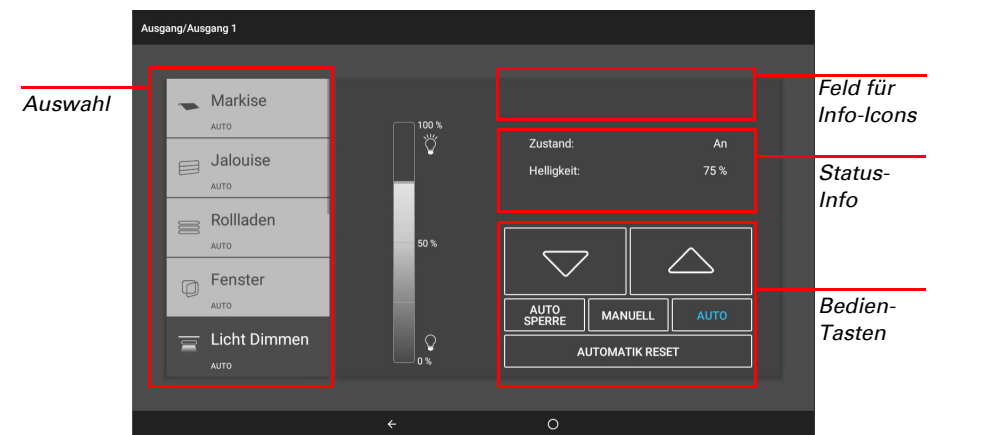 Ausgang/Ausgang 1
Auswahl
Markise
AUTO
Jalouise
AUTO
Rollladen
AUTO
Fenster
AUTO
Licht Dimmen
AUTO
100 %
50 %
0 %
Feld für
Info-Icons
Zustand: An
Helligkeit: 75 %
Status-
Info
AUTO
SPERRE
MANUELL
AUTO
AUTOMATIK RESET
Bedien-
Tasten